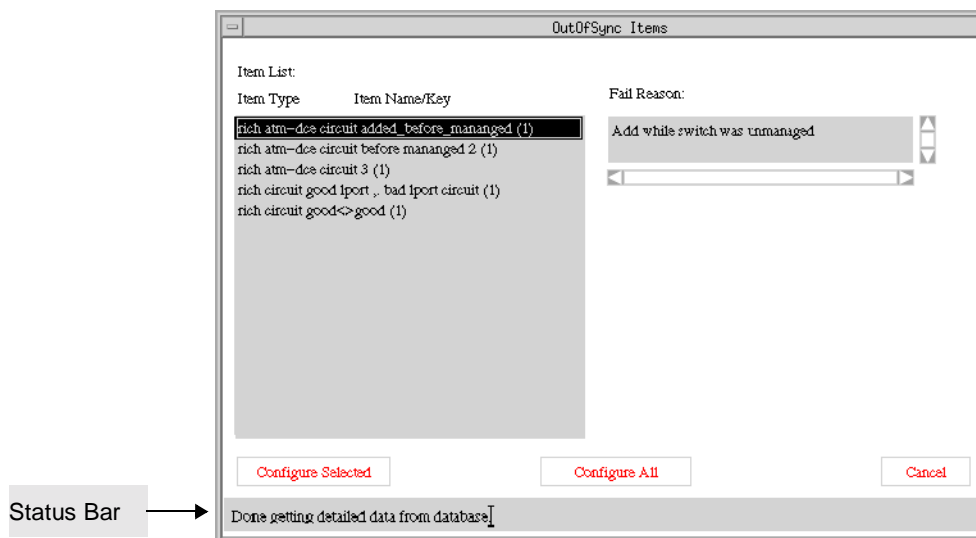 OutOfSync Items
Item List:
Item Type Item Name/Key
rich atm-dce circuit added_before_mananged (1)
rich atm-dce circuit before mananged 2 (1)
rich atm-dce circuit 3 (1)
rich circuit good lport ,. bad lport circuit (1)
rich circuit good<>good (1)
Fail Reason:
Add while switch was unmanaged
Configure Selected
Configure All
Cancel
Status Bar
Done getting detailed data from database.